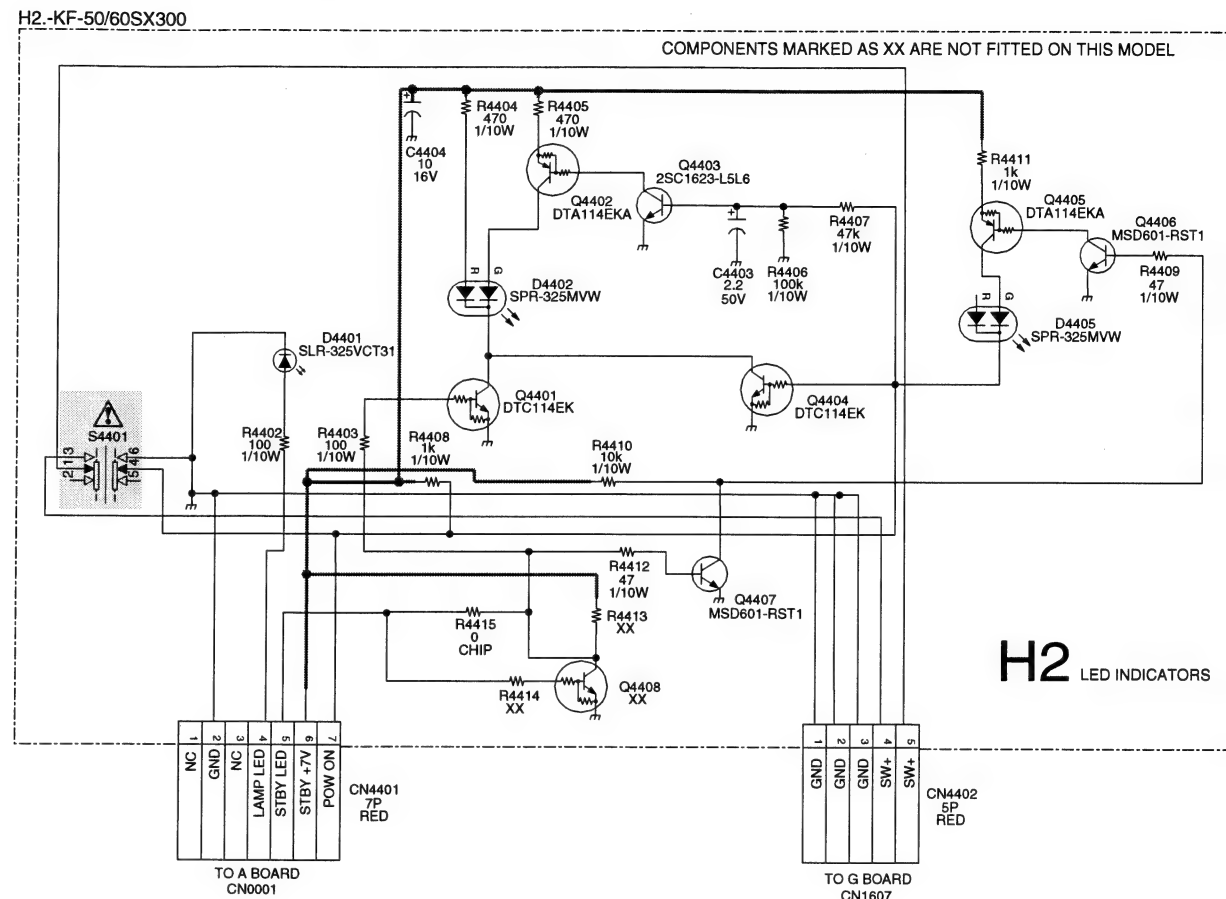 H2.-KF-50/60SX300
COMPONENTS MARKED AS XX ARE NOT FITTED ON THIS MODEL
+
C4404
10
16V
R4404
470
1/10W
R4405
470
1/10W
Q4402
DTA114EKA
Q4403
2SC1623-L5L6
+
C4403
2.2
50V
R4406
100k
1/10W
R4407
47k
1/10W
R4411
1k
1/10W
Q4405
DTA114EKA
Q4406
MSD601-RST1
R4409
47
1/10W
R
G
D4402
SPR-325MVW
R
G
D4405
SPR-325MVW
D4401
SLR-325VCT31
Q4401
DTC114EK
Q4404
DTC114EK
S4401
2 1 3
5 4 6
R4402
100
1/10W
R4403
100
1/10W
R4408
1k
1/10W
R4410
10k
1/10W
R4412
47
1/10W
Q4407
MSD601-RST1
R4415
0
CHIP
R4413
XX
R4414
XX
Q4408
XX
H2 LED INDICATORS
1 NC
2 GND
3 NC
4 LAMP LED
5 STBY LED
6 STBY +7V
7 POW ON
CN4401
7P
RED
TO A BOARD
CN0001
1 GND
2 GND
3 GND
4 SW+
5 SW+
CN4402
5P
RED
TO G BOARD
CN1607